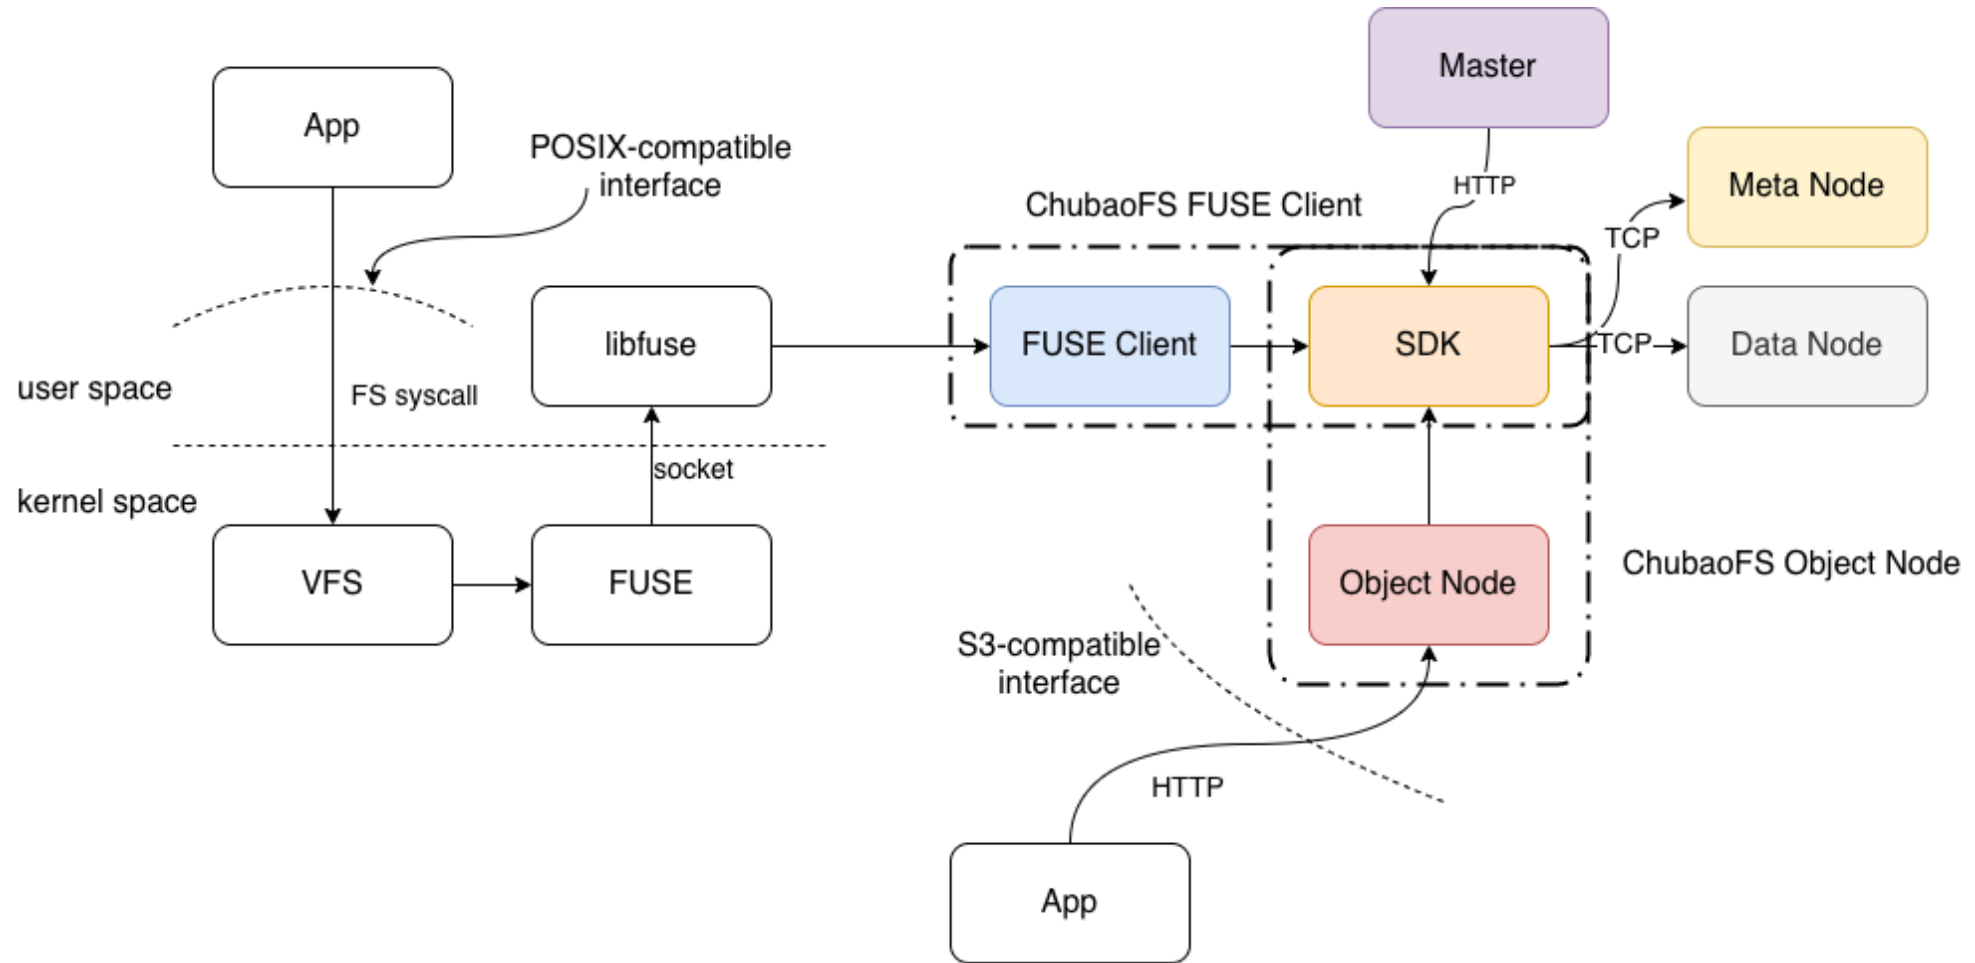 Master
App
POSIX-compatible
interface
Meta Node
HTTP
ChubaoFS FUSE Client
TCP
libfuse
FUSE Client
SDK
TCP
Data Node
user space
FS syscall
socket
kernel space
VFS
FUSE
Object Node
ChubaoFS Object Node
S3-compatible
interface
HTTP
App